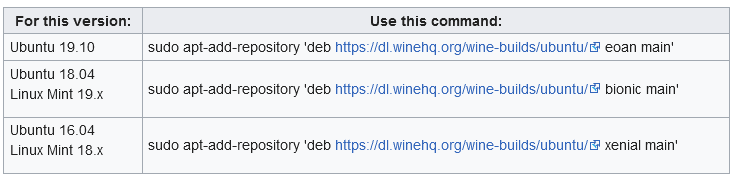 For this version: Use this command:
Ubuntu 19.10 sudo apt-add-repository 'deb https://dl.winehq.org/wine-builds/ubuntu/ eoan main'
Ubuntu 18.04
Linux Mint 19.x
sudo apt-add-repository 'deb https://dl.winehq.org/wine-builds/ubuntu/ bionic main'
Ubuntu 16.04
Linux Mint 18.x
sudo apt-add-repository 'deb https://dl.winehq.org/wine-builds/ubuntu/ xenial main'